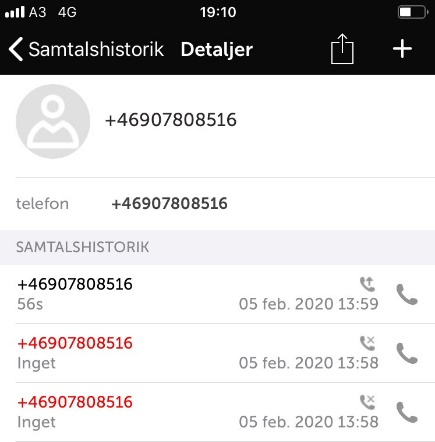 A3 4G 19:10
Samtalshistorik Detaljer
+46907808516
telefon +46907808516
SAMTALSHISTORIK
+46907808516
56s 05 feb. 2020 13:59
+46907808516
Inget 05 feb. 2020 13:58
+46907808516
Inget 05 feb. 2020 13:58